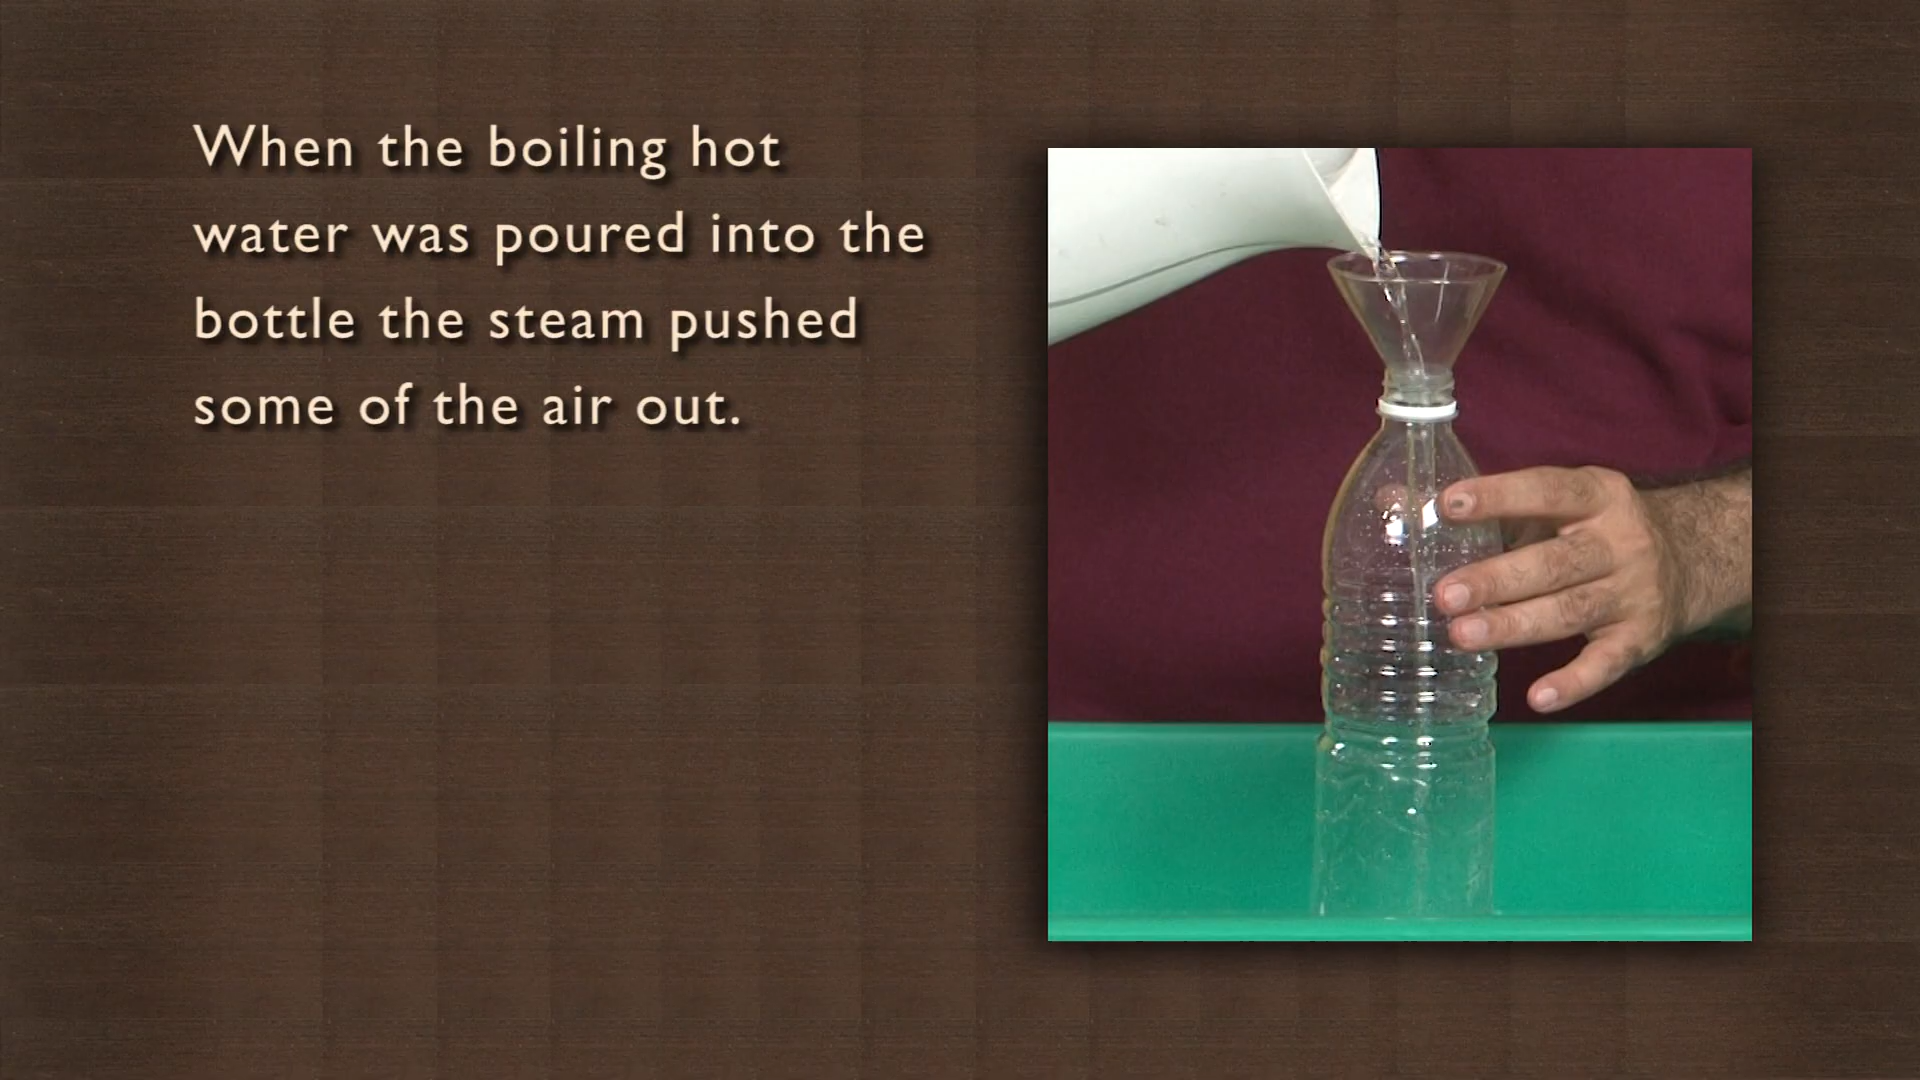 When the boiling hot
water was poured into the
bottle the steam pushed
some of the air out.